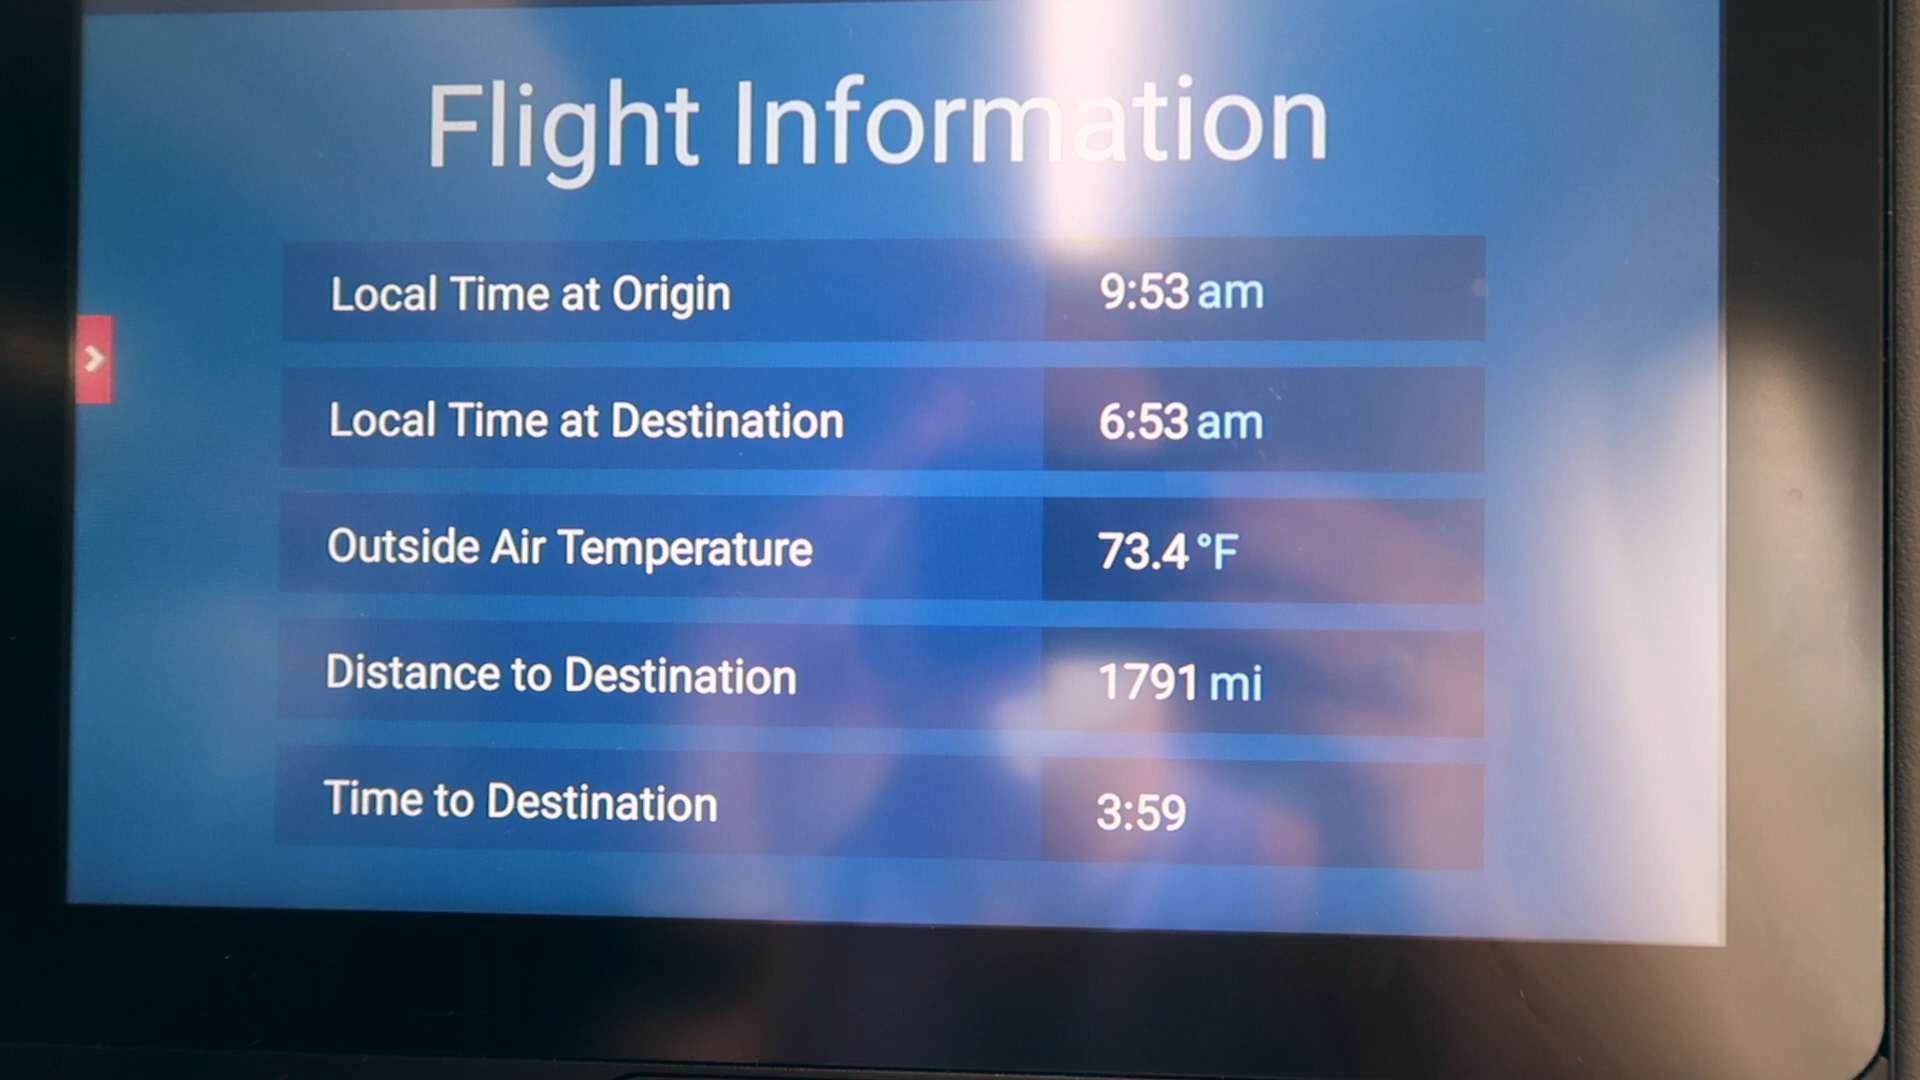 Flight Information
Local Time at Origin 9:53 am
Local Time at Destination 6:53 am
Outside Air Temperature 73.4 °F
Distance to Destination 1791 mi
Time to Destination 3:59